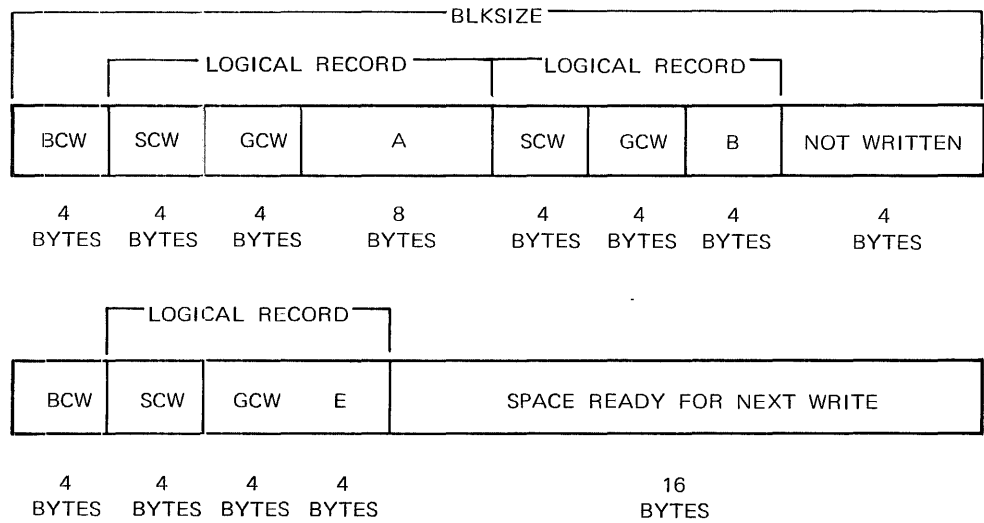 BLKSIZE
LOGICAL RECORD LOGICAL RECORD
BCW SCW GCW A SCW GCW B NOT WRITTEN
4 4 4 8 4 4 4 4
BYTES BYTES BYTES BYTES BYTES BYTES BYTES BYTES
LOGICAL RECORD
BCW SCW GCW E SPACE READY FOR NEXT WRITE
4 4 4 4 16
BYTES BYTES BYTES BYTES BYTES